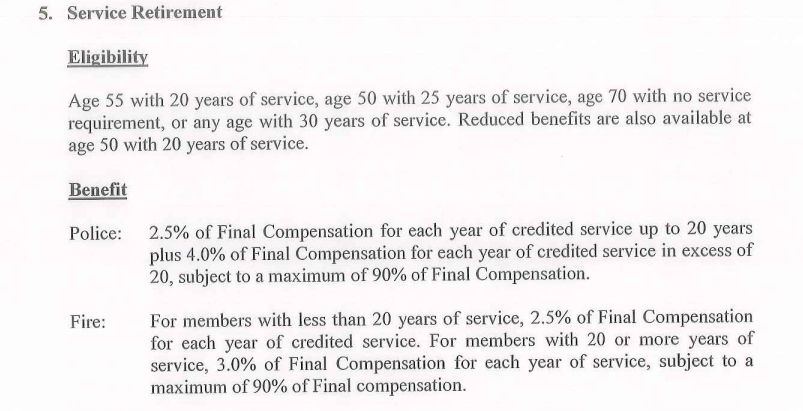 5. Service Retirement
Eligibility
Age 55 with 20 years of service, age 50 with 25 years of service, age 70 with no service
requirement, or any age with 30 years of service. Reduced benefits are also available at
age 50 with 20 years of service.
Benefit
Police: 2.5% of Final Compensation for each year of credited service up to 20 years
plus 4.0% of Final Compensation for each year of credited service in excess of
20, subject to a maximum of 90% of Final Compensation.
Fire: For members with less than 20 years of service, 2.5% of Final Compensation
for each year of credited service. For members with 20 or more years of
service, 3.0% of Final Compensation for each year of service, subject to a
maximum of 90% of Final compensation.